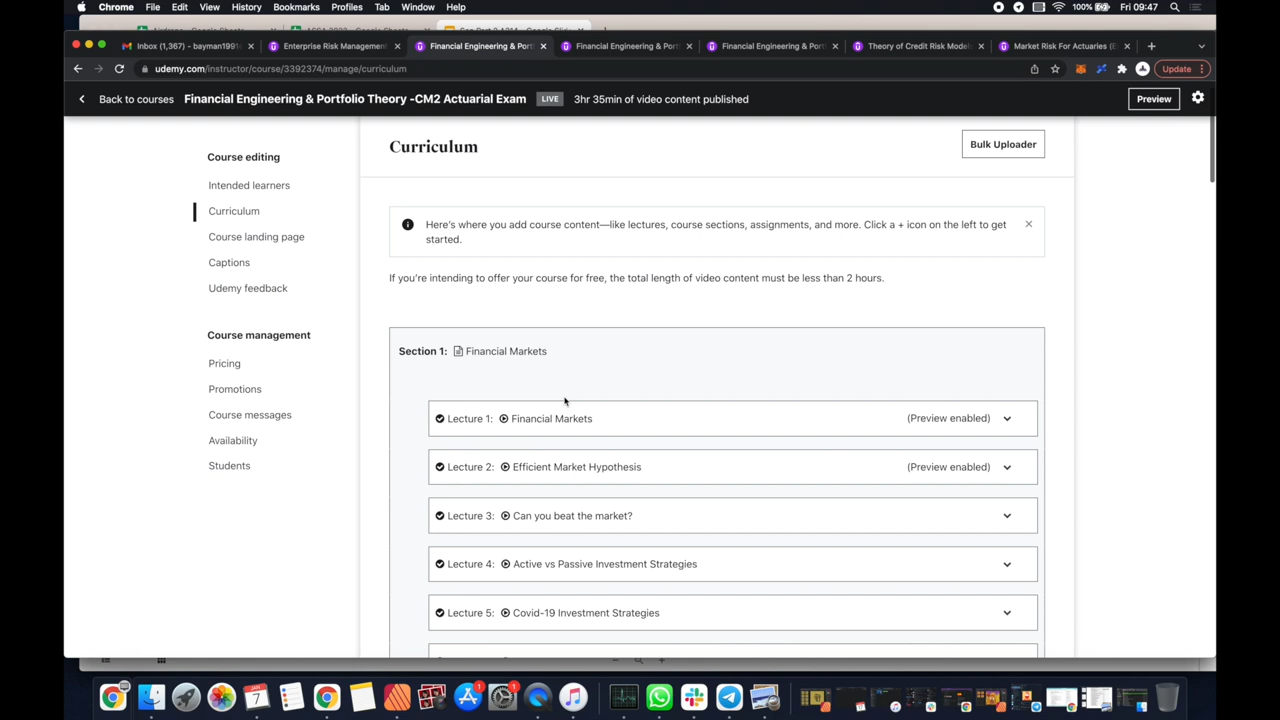 Chrome File Edit View History Bookmarks Profiles Tab Window Help 100% Fri 09:47
Inbox (1,367) - bayman1991 Enterprise Risk Management Financial Engineering & Port Financial Engineering & Port Financial Engineering & Port Theory of Credit Risk Model Market Risk For Actuaries (E
udemy.com/instructor/course/3392374/manage/curriculum Update
Back to courses Financial Engineering & Portfolio Theory -CM2 Actuarial Exam LIVE 3hr 35min of video content published Preview
Curriculum Bulk Uploader
Course editing
Intended learners
Curriculum
Course landing page
Captions
Udemy feedback
Course management
Pricing
Promotions
Course messages
Availability
Students
Here's where you add course content—like lectures, course sections, assignments, and more. Click a + icon on the left to get
started.
If you're intending to offer your course for free, the total length of video content must be less than 2 hours.
Section 1: Financial Markets
Lecture 1: Financial Markets (Preview enabled)
Lecture 2: Efficient Market Hypothesis (Preview enabled)
Lecture 3: Can you beat the market?
Lecture 4: Active vs Passive Investment Strategies
Lecture 5: Covid-19 Investment Strategies
JAN
7
1
1